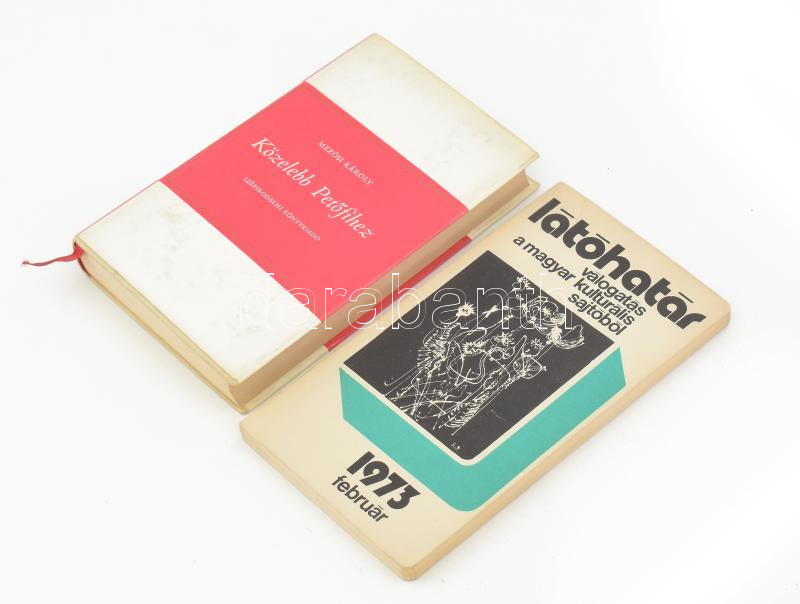 MEZŐSI KÁROLY
Közelebb Petőfihez
SZÉPIRODALMI KÖNYVKIADÓ
látóhatár
válogatás
a magyar kulturális
sajtóból
1973
február
darabanth